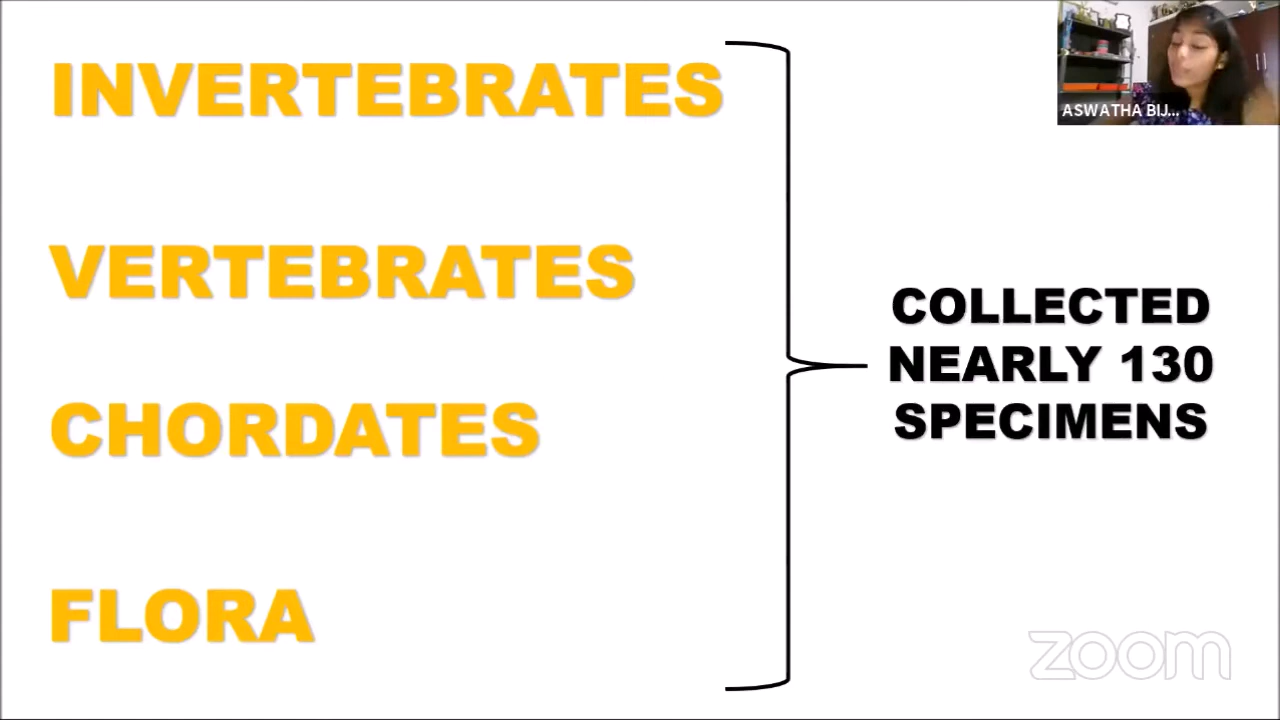 INVERTEBRATES
ASWATHA BIJ...
VERTEBRATES
CHORDATES
FLORA
COLLECTED
NEARLY 130
SPECIMENS
zoom